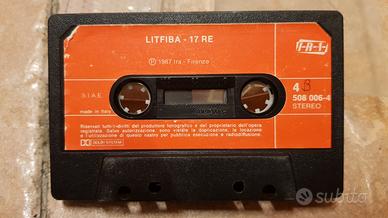 LITFIBA - 17 RE
I-R-A
℗ 1987 Ira - Firenze
S.I.A.E.
4
508 006-4
STEREO
made in Italy
Riservati tutti i diritti del produttore fonografico e del proprietario dell'opera
registrata. Salvo autorizzazione, sono vietate la duplicazione, la locazione
e l'utilizzazione di questo nastro per pubblica esecuzione e radiodiffusione.
DOLBY SYSTEM
subito